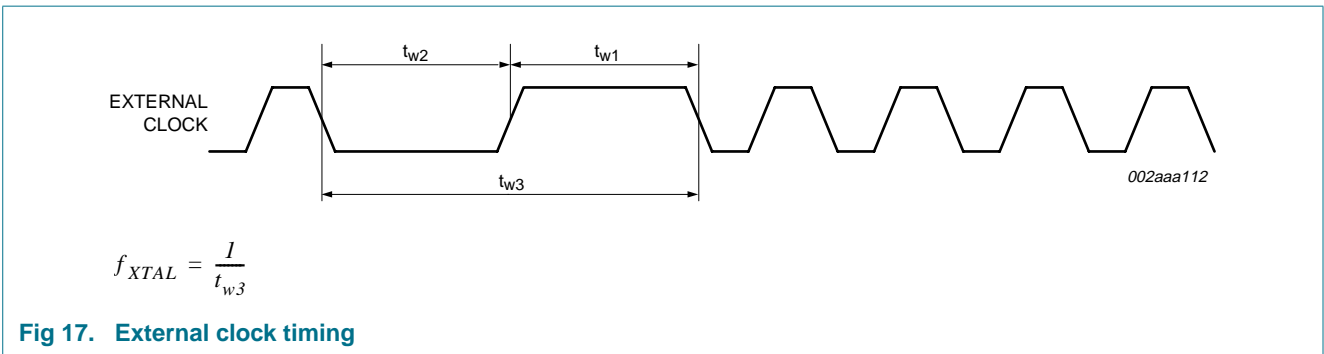 t_w2
t_w1
EXTERNAL
CLOCK
t_w3
002aaa112
f_XTAL = 1/t_w3
Fig 17. External clock timing